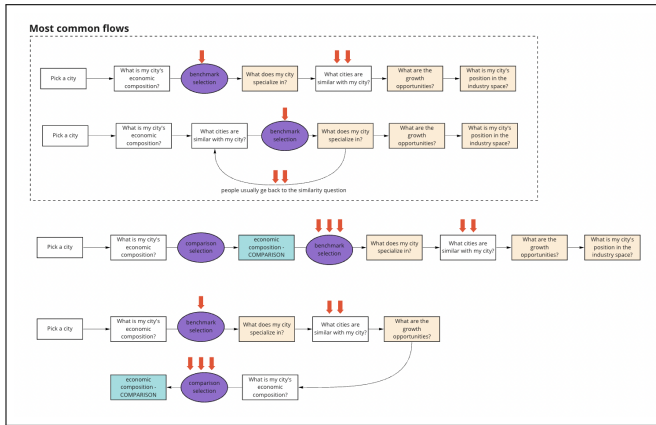 Most common flows
Pick a city
What is my city's
economic
composition?
benchmark
selection
What does my city
specialize in?
What cities are
similar with my city?
What are the
growth
opportunities?
What is my city's
position in the
industry space?
Pick a city
What is my city's
economic
composition?
What cities are
similar with my city?
benchmark
selection
What does my city
specialize in?
What are the
growth
opportunities?
What is my city's
position in the
industry space?
people usually ge back to the similarity question
Pick a city
What is my city's
economic
composition?
comparison
selection
economic
composition -
COMPARISON
benchmark
selection
What does my city
specialize in?
What cities are
similar with my city?
What are the
growth
opportunities?
What is my city's
position in the
industry space?
Pick a city
What is my city's
economic
composition?
benchmark
selection
What does my city
specialize in?
What cities are
similar with my city?
What are the
growth
opportunities?
economic
composition -
COMPARISON
comparison
selection
What is my city's
economic
composition?